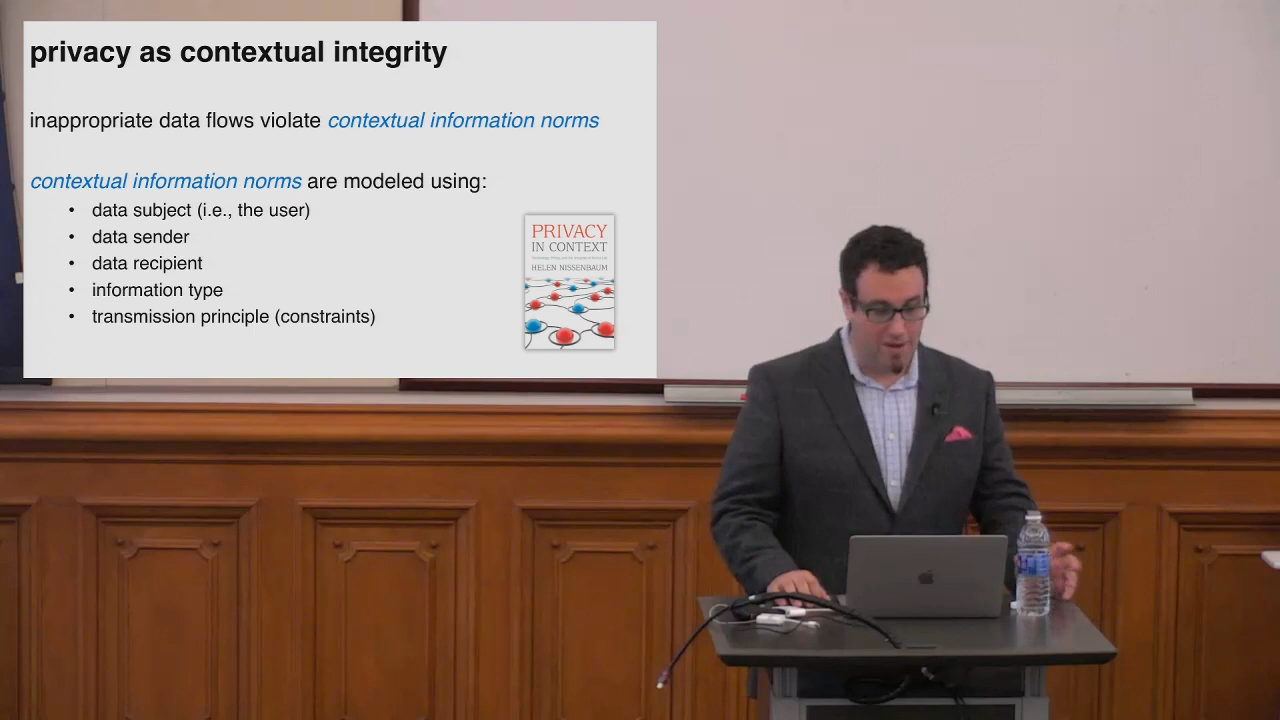 privacy as contextual integrity
inappropriate data flows violate contextual information norms
contextual information norms are modeled using:
• data subject (i.e., the user)
• data sender
• data recipient
• information type
• transmission principle (constraints)
PRIVACY
IN CONTEXT
HELEN NISSENBAUM